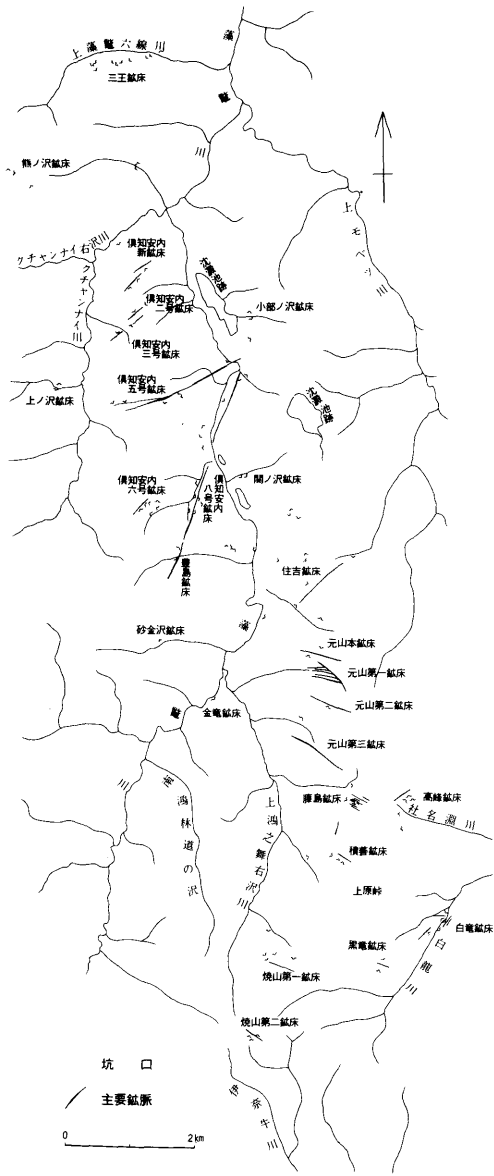 上藻鼈六線川
三王鉱床
藻
鼈
川
熊ノ沢鉱床
上モベツ川
クチャンナイ右沢川
クチャンナイ川
倶知安内
新鉱床
倶知安内
二号鉱床
小部ノ沢鉱床
倶知安内
三号鉱床
倶知安内
五号鉱床
上ノ沢鉱床
倶知安内
六号鉱床
倶知安内
八号鉱床
関ノ沢鉱床
豊島鉱床
住吉鉱床
藻
砂金沢鉱床
元山本鉱床
元山第一鉱床
鼈
金竜鉱床
元山第二鉱床
元山第三鉱床
川
南鴻林道の沢
上鴻之舞右沢川
藤島鉱床
高峰鉱床
社名淵川
積善鉱床
上原峠
白竜鉱床
黒竜鉱床
白龍川
焼山第一鉱床
焼山第二鉱床
伊奈牛川
坑 口
主要鉱脈
0 2km